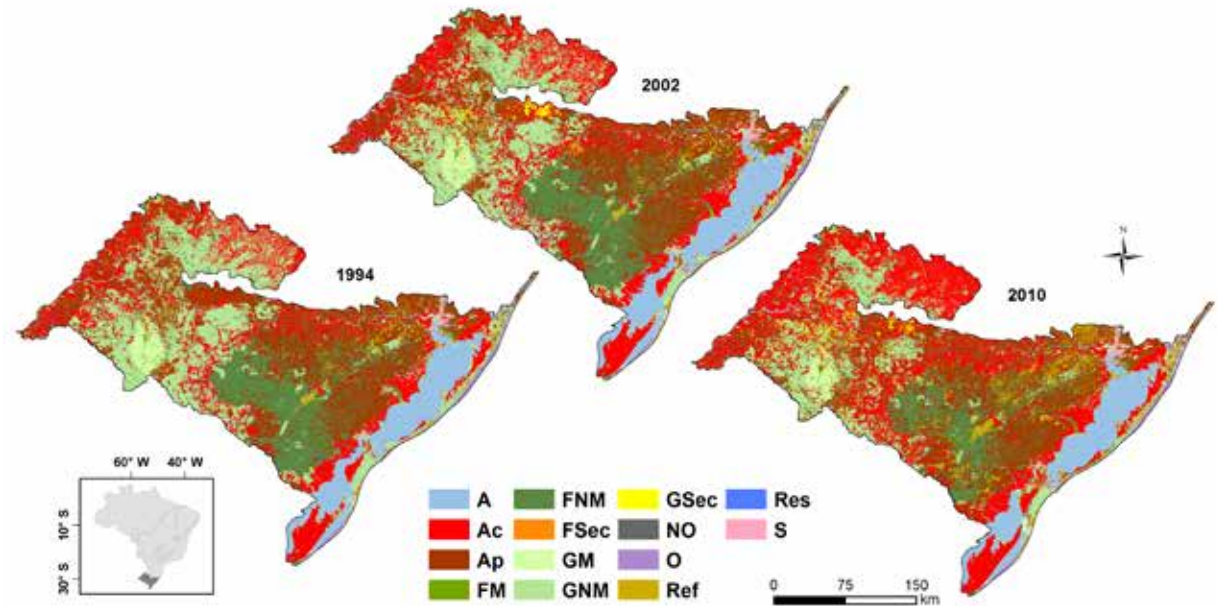 2002
1994
2010
N
60° W 40° W
10° S
30° S
A FNM GSec Res
Ac FSec NO S
Ap GM O
FM GNM Ref
0 75 150
km